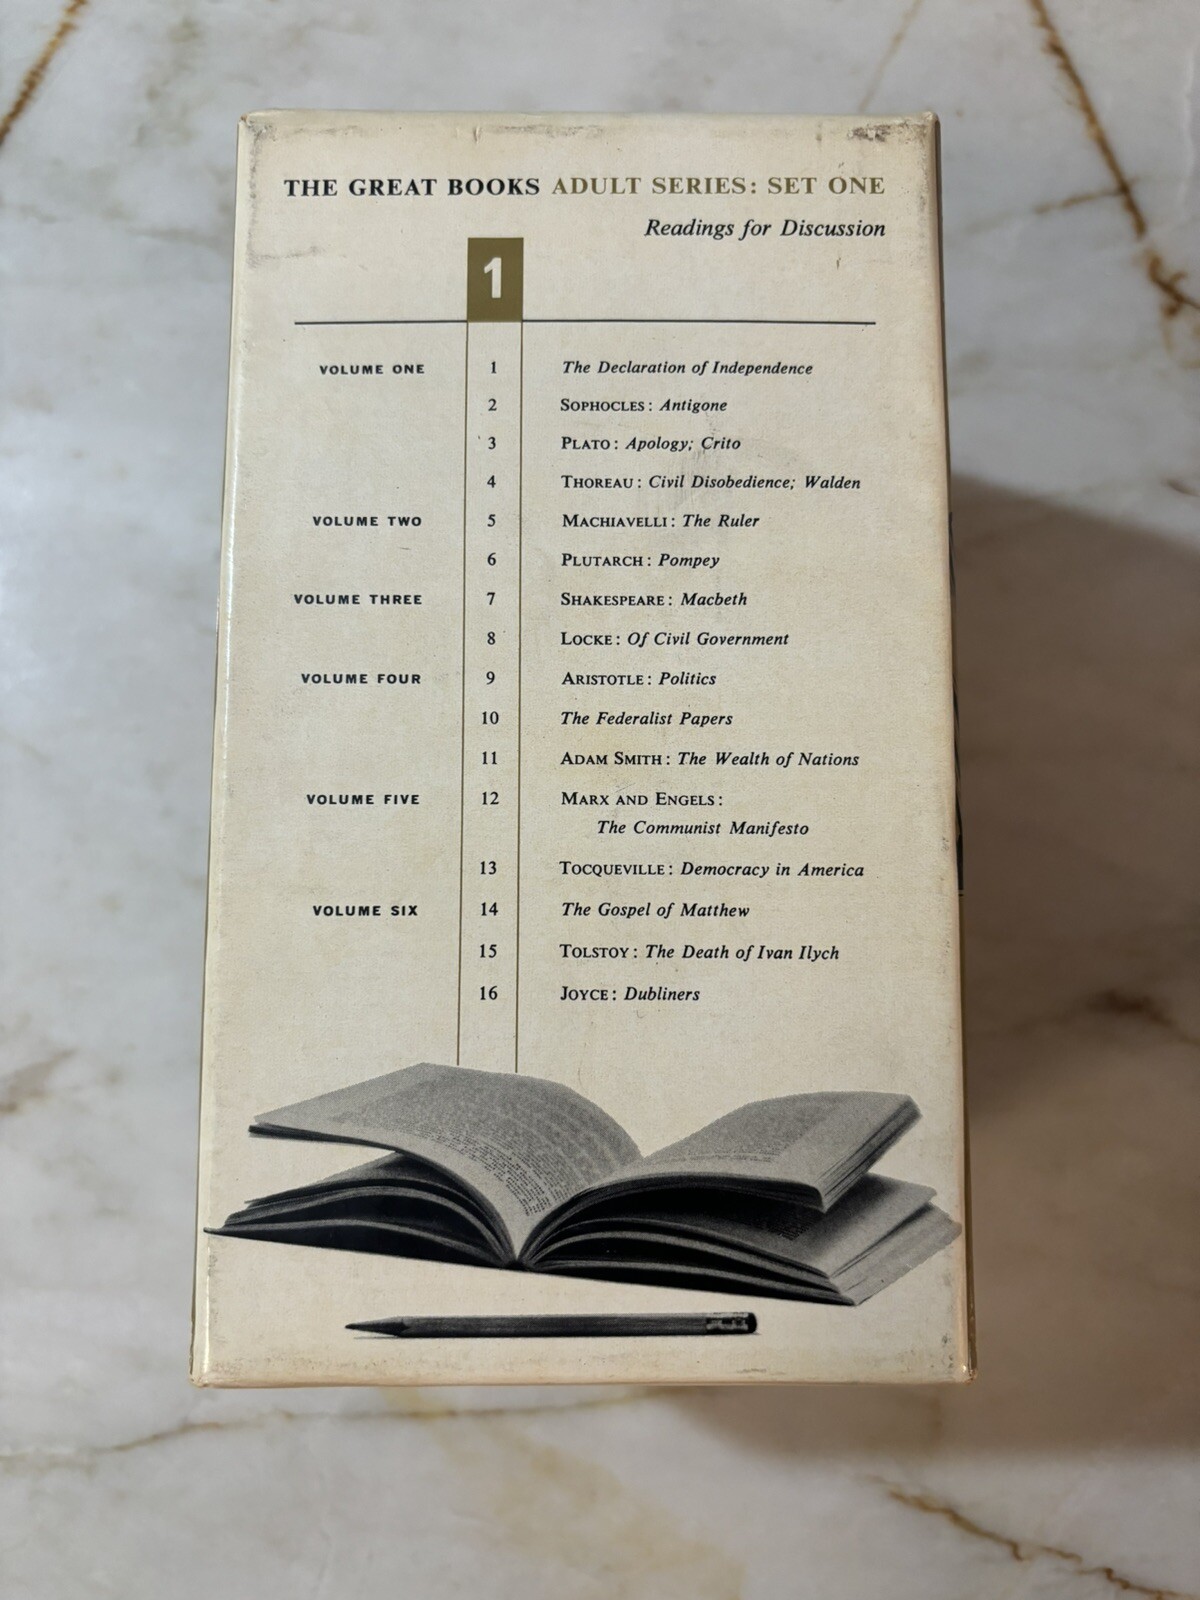 THE GREAT BOOKS ADULT SERIES: SET ONE
Readings for Discussion
1
VOLUME ONE 1 The Declaration of Independence
2 SOPHOCLES: Antigone
3 PLATO: Apology; Crito
4 THOREAU: Civil Disobedience; Walden
VOLUME TWO 5 MACHIAVELLI: The Ruler
6 PLUTARCH: Pompey
VOLUME THREE 7 SHAKESPEARE: Macbeth
8 LOCKE: Of Civil Government
VOLUME FOUR 9 ARISTOTLE: Politics
10 The Federalist Papers
11 ADAM SMITH: The Wealth of Nations
VOLUME FIVE 12 MARX AND ENGELS:
The Communist Manifesto
13 TOCQUEVILLE: Democracy in America
VOLUME SIX 14 The Gospel of Matthew
15 TOLSTOY: The Death of Ivan Ilych
16 JOYCE: Dubliners